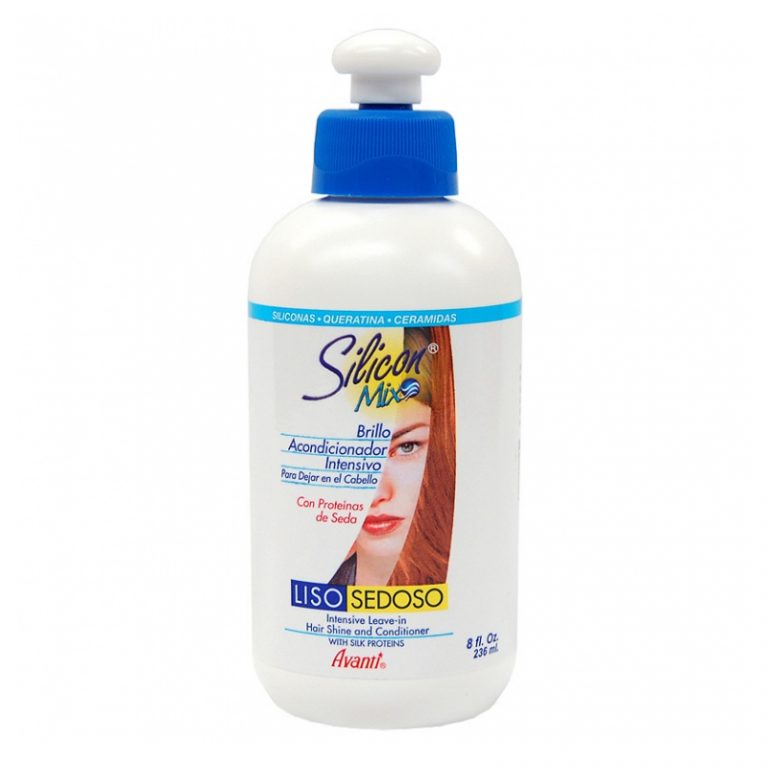 SILICONAS • QUERATINA • CERAMIDAS
Silicon®
Mix
Brillo
Acondicionador
Intensivo
Para Dejar en el Cabello
Con Proteinas
de Seda
LISO SEDOSO
Intensive Leave-in
Hair Shine and Conditioner
WITH SILK PROTEINS
Avanti®
8 fl. Oz.
236 ml.